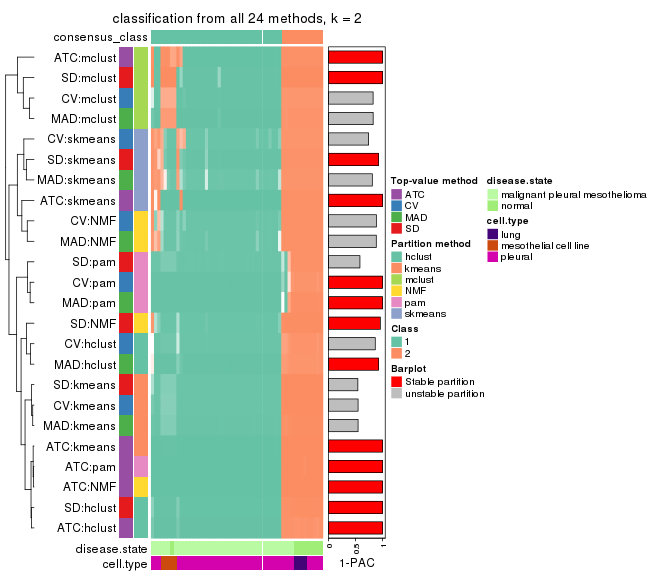 classification from all 24 methods, k = 2
consensus_class
ATC:mclust
SD:mclust
CV:mclust
MAD:mclust
CV:skmeans
SD:skmeans
MAD:skmeans
ATC:skmeans
CV:NMF
MAD:NMF
SD:pam
CV:pam
MAD:pam
SD:NMF
CV:hclust
MAD:hclust
SD:kmeans
CV:kmeans
MAD:kmeans
ATC:kmeans
ATC:pam
ATC:NMF
SD:hclust
ATC:hclust
disease.state
cell.type
0
0.5
1
1-PAC
Top-value method
ATC
CV
MAD
SD
Partition method
hclust
kmeans
mclust
NMF
pam
skmeans
Class
1
2
Barplot
Stable partition
unstable partition
disease.state
malignant pleural mesothelioma
normal
cell.type
lung
mesothelial cell line
pleural